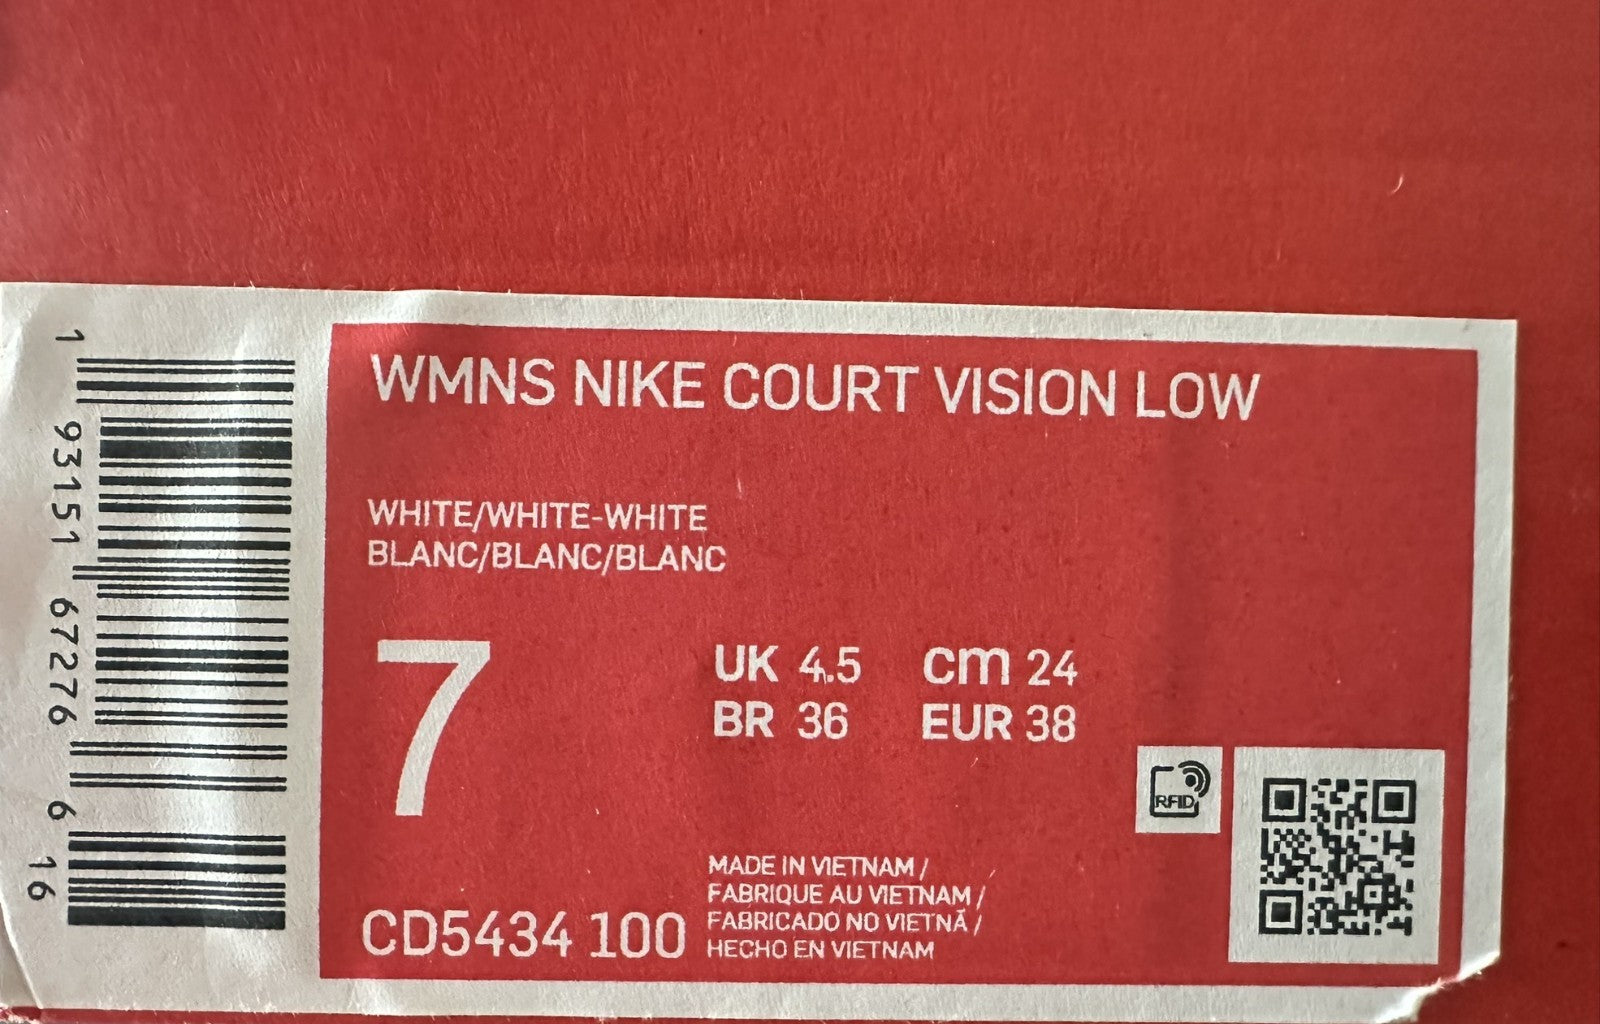 1 93151 67276 6 16
WMNS NIKE COURT VISION LOW
WHITE/WHITE-WHITE
BLANC/BLANC/BLANC
7
UK 4.5 cm 24
BR 36 EUR 38
RFID
CD5434 100
MADE IN VIETNAM /
FABRIQUE AU VIETNAM /
FABRICADO NO VIETNÃ /
HECHO EN VIETNAM